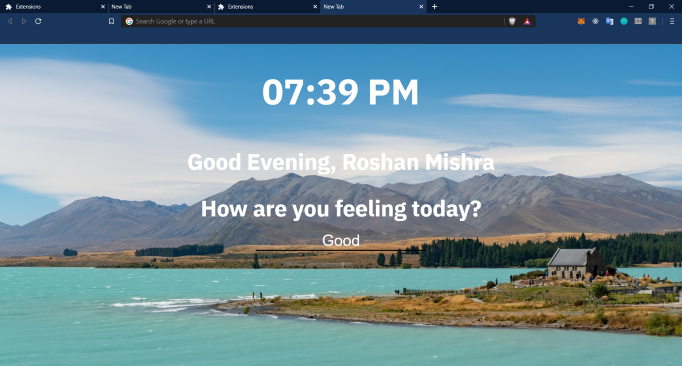 Extensions
New Tab
Extensions
New Tab
Search Google or type a URL
07:39 PM
Good Evening, Roshan Mishra
How are you feeling today?
Good